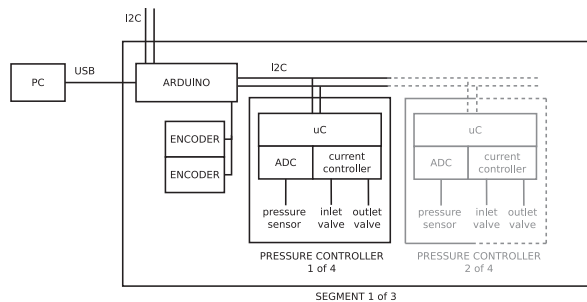 I2C
USB
PC
ARDUINO
I2C
ENCODER
ENCODER
uC
ADC
current
controller
pressure
sensor
inlet
valve
outlet
valve
PRESSURE CONTROLLER
1 of 4
uC
ADC
current
controller
pressure
sensor
inlet
valve
outlet
valve
PRESSURE CONTROLLER
2 of 4
SEGMENT 1 of 3